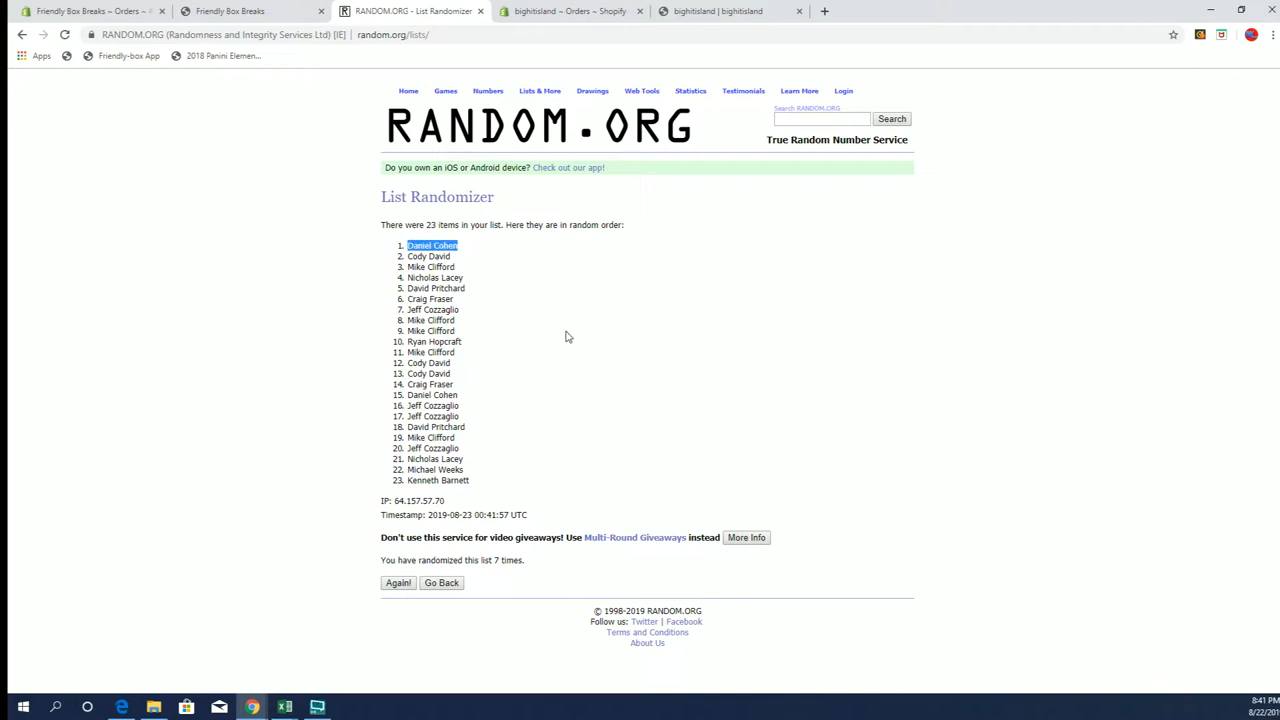 Friendly Box Breaks ~ Orders ~
Friendly Box Breaks
RANDOM.ORG - List Randomizer
bighitisland ~ Orders ~ Shopify
bighitisland | bighitisland
RANDOM.ORG (Randomness and Integrity Services Ltd) [IE] | random.org/lists/
Apps
Friendly-box App
2018 Panini Elemen...
Home Games Numbers Lists & More Drawings Web Tools Statistics Testimonials Learn More Login
RANDOM.ORG
Search RANDOM.ORG
Search
True Random Number Service
Do you own an iOS or Android device? Check out our app!
List Randomizer
There were 23 items in your list. Here they are in random order:
1. Daniel Cohen
2. Cody David
3. Mike Clifford
4. Nicholas Lacey
5. David Pritchard
6. Craig Fraser
7. Jeff Cozzaglio
8. Mike Clifford
9. Mike Clifford
10. Ryan Hopcraft
11. Mike Clifford
12. Cody David
13. Cody David
14. Craig Fraser
15. Daniel Cohen
16. Jeff Cozzaglio
17. Jeff Cozzaglio
18. David Pritchard
19. Mike Clifford
20. Jeff Cozzaglio
21. Nicholas Lacey
22. Michael Weeks
23. Kenneth Barnett
IP: 64.157.57.70
Timestamp: 2019-08-23 00:41:57 UTC
Don't use this service for video giveaways! Use Multi-Round Giveaways instead More Info
You have randomized this list 7 times.
Again! Go Back
© 1998-2019 RANDOM.ORG
Follow us: Twitter | Facebook
Terms and Conditions
About Us
8:41 PM
8/22/201